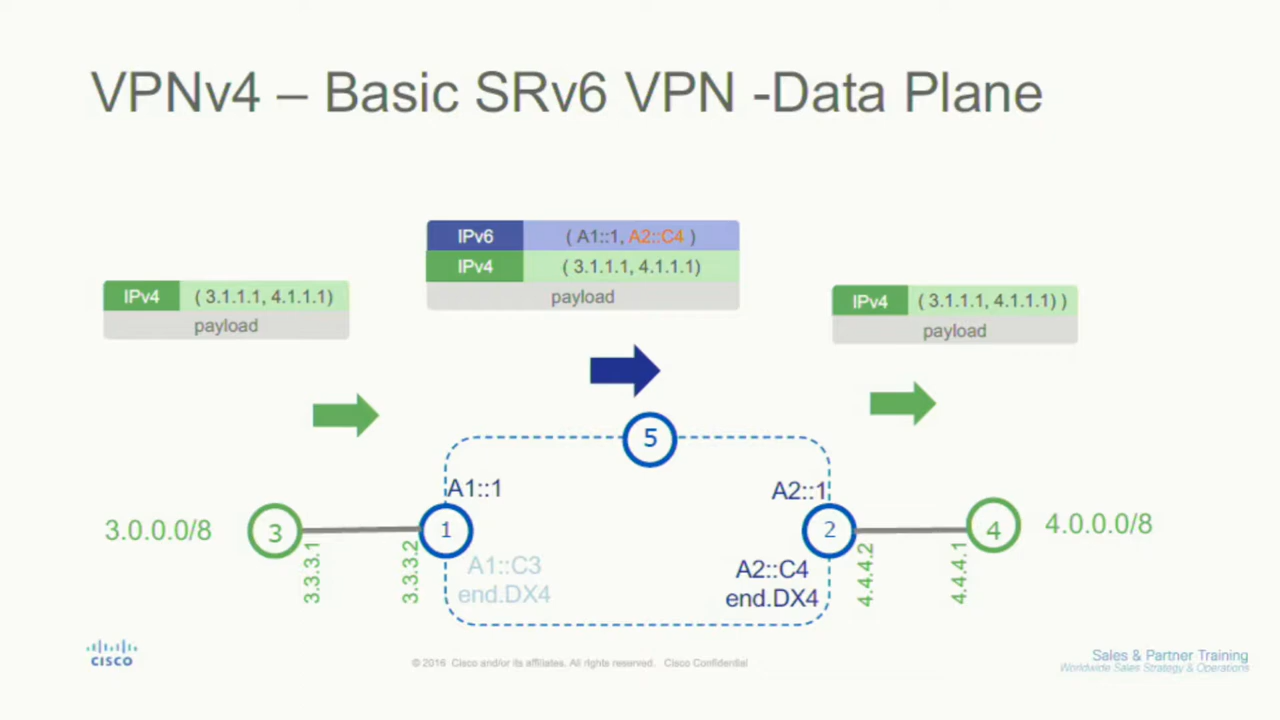 VPNv4 – Basic SRv6 VPN -Data Plane
IPv6 ( A1::1, A2::C4 )
IPv4 ( 3.1.1.1, 4.1.1.1)
payload
IPv4 ( 3.1.1.1, 4.1.1.1)
payload
IPv4 ( 3.1.1.1, 4.1.1.1) )
payload
5
A1::1
A2::1
3.0.0.0/8
3
1
2
4
4.0.0.0/8
3.3.3.1
3.3.3.2
4.4.4.2
4.4.4.1
A1::C3
end.DX4
A2::C4
end.DX4
CISCO
© 2016 Cisco and/or its affiliates. All rights reserved. Cisco Confidential
Sales & Partner Training
Worldwide Sales Strategy & Operations